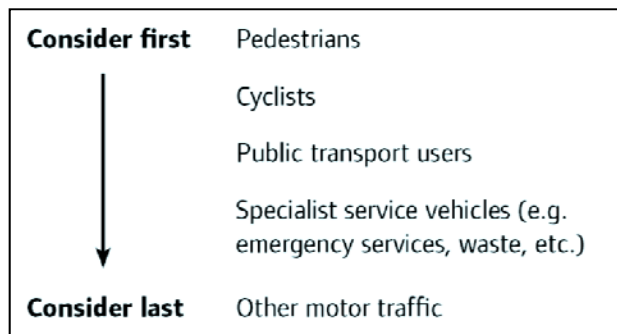 Consider first Pedestrians
Cyclists
Public transport users
Specialist service vehicles (e.g.
emergency services, waste, etc.)
Consider last Other motor traffic